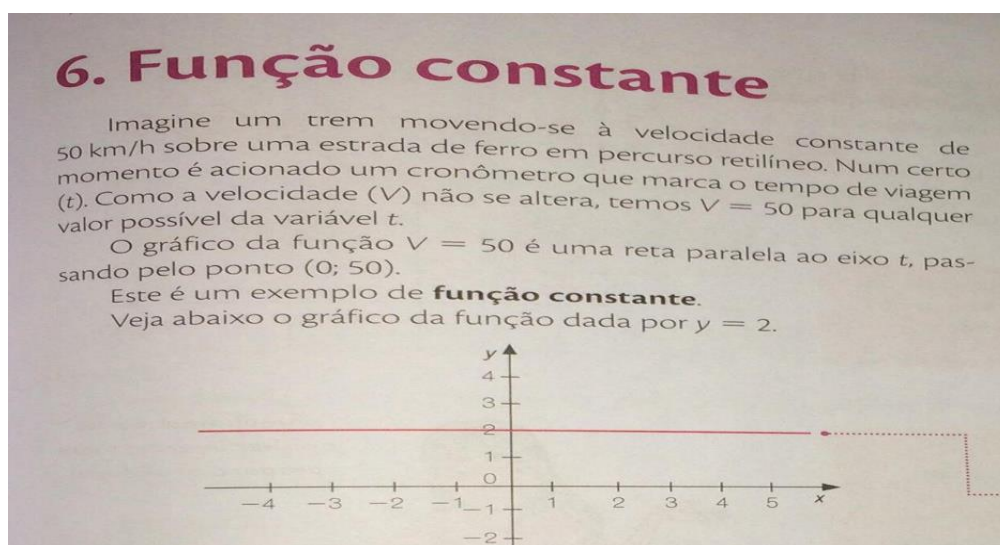 6. Função constante
Imagine um trem movendo-se à velocidade constante de
50 km/h sobre uma estrada de ferro em percurso retilíneo. Num certo
momento é acionado um cronômetro que marca o tempo de viagem
(t). Como a velocidade (V) não se altera, temos V = 50 para qualquer
valor possível da variável t.
O gráfico da função V = 50 é uma reta paralela ao eixo t, pas-
sando pelo ponto (0; 50).
Este é um exemplo de função constante.
Veja abaixo o gráfico da função dada por y = 2.
y
4
3
2
1
0
−4 −3 −2 −1 1 2 3 4 5 x
−1
−2